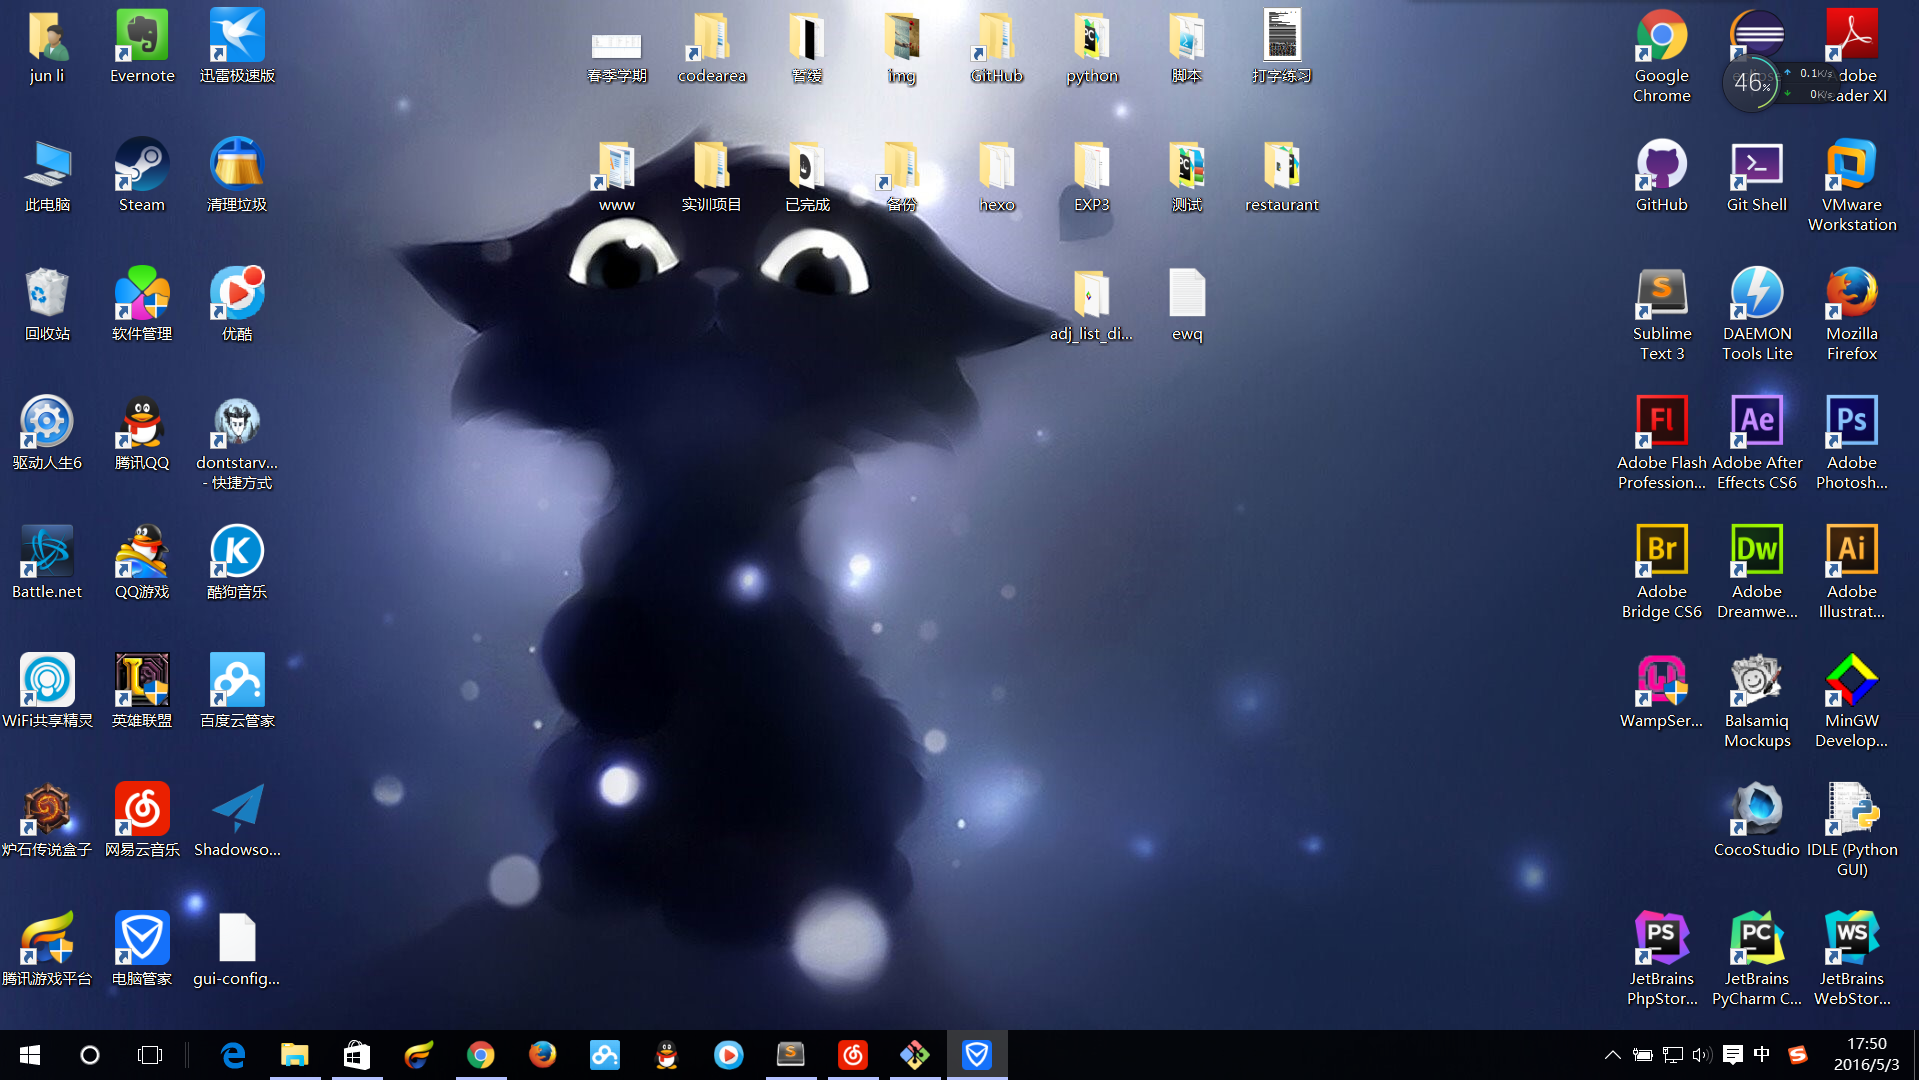 jun li
Evernote
迅雷极速版
春季学期
codearea
暂缓
img
GitHub
python
脚本
打字练习
Google
Chrome
46%
0.1K/s
0K/s
Adobe
Reader XI
此电脑
Steam
清理垃圾
www
实训项目
已完成
备份
hexo
EXP3
测试
restaurant
GitHub
Git Shell
VMware
Workstation
回收站
软件管理
优酷
adj_list_di...
ewq
Sublime
Text 3
DAEMON
Tools Lite
Mozilla
Firefox
驱动人生6
腾讯QQ
dontstarv...
- 快捷方式
Fl
Ae
Ps
Adobe Flash
Profession...
Adobe After
Effects CS6
Adobe
Photosh...
Battle.net
QQ游戏
K
酷狗音乐
Br
Dw
Ai
Adobe
Bridge CS6
Adobe
Dreamwe...
Adobe
Illustrat...
WiFi共享精灵
英雄联盟
百度云管家
WampSer...
Balsamiq
Mockups
MinGW
Develop...
炉石传说盒子
网易云音乐
Shadowso...
CocoStudio
IDLE (Python
GUI)
腾讯游戏平台
电脑管家
gui-config...
PS
PC
WS
JetBrains
PhpStor...
JetBrains
PyCharm C...
JetBrains
WebStor...
中
17:50
2016/5/3